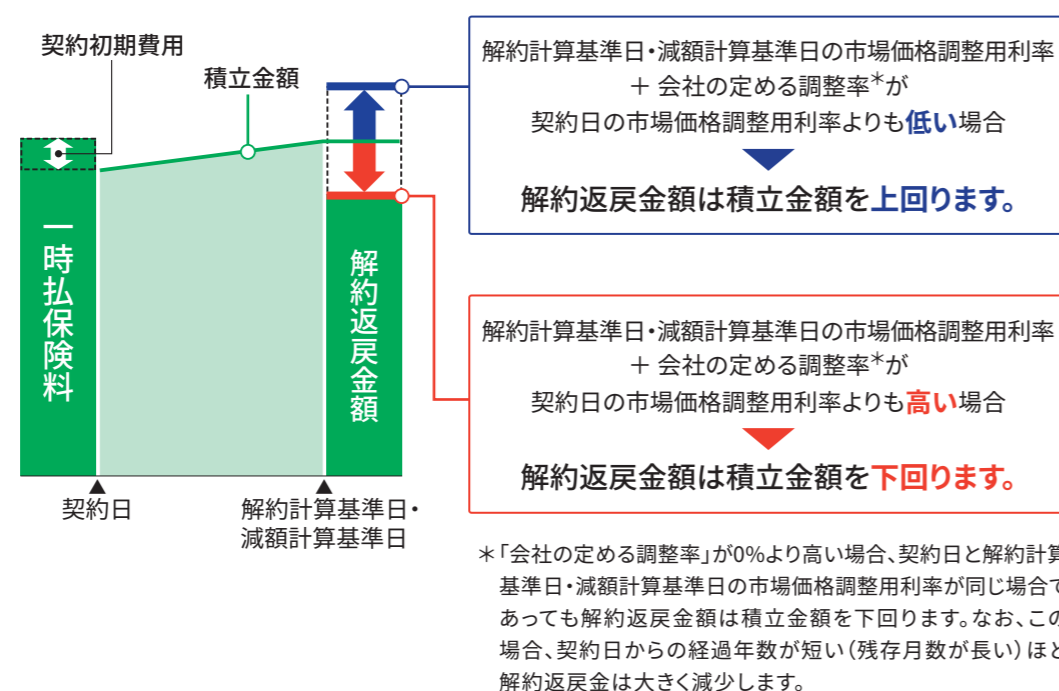 契約初期費用
積立金額
一時払保険料
解約返戻金額
契約日
解約計算基準日・
減額計算基準日
解約計算基準日・減額計算基準日の市場価格調整用利率
＋ 会社の定める調整率＊が
契約日の市場価格調整用利率よりも低い場合
解約返戻金額は積立金額を上回ります。
解約計算基準日・減額計算基準日の市場価格調整用利率
＋ 会社の定める調整率＊が
契約日の市場価格調整用利率よりも高い場合
解約返戻金額は積立金額を下回ります。
＊「会社の定める調整率」が0%より高い場合、契約日と解約計算
基準日・減額計算基準日の市場価格調整用利率が同じ場合で
あっても解約返戻金額は積立金額を下回ります。なお、この
場合、契約日からの経過年数が短い（残存月数が長い）ほど
解約返戻金は大きく減少します。